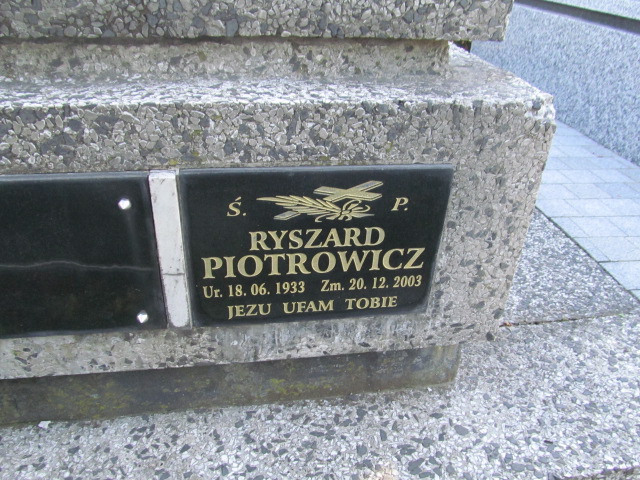 Ś. P.
RYSZARD
PIOTROWICZ
Ur. 18. 06. 1933 Zm. 20. 12. 2003
JEZU UFAM TOBIE